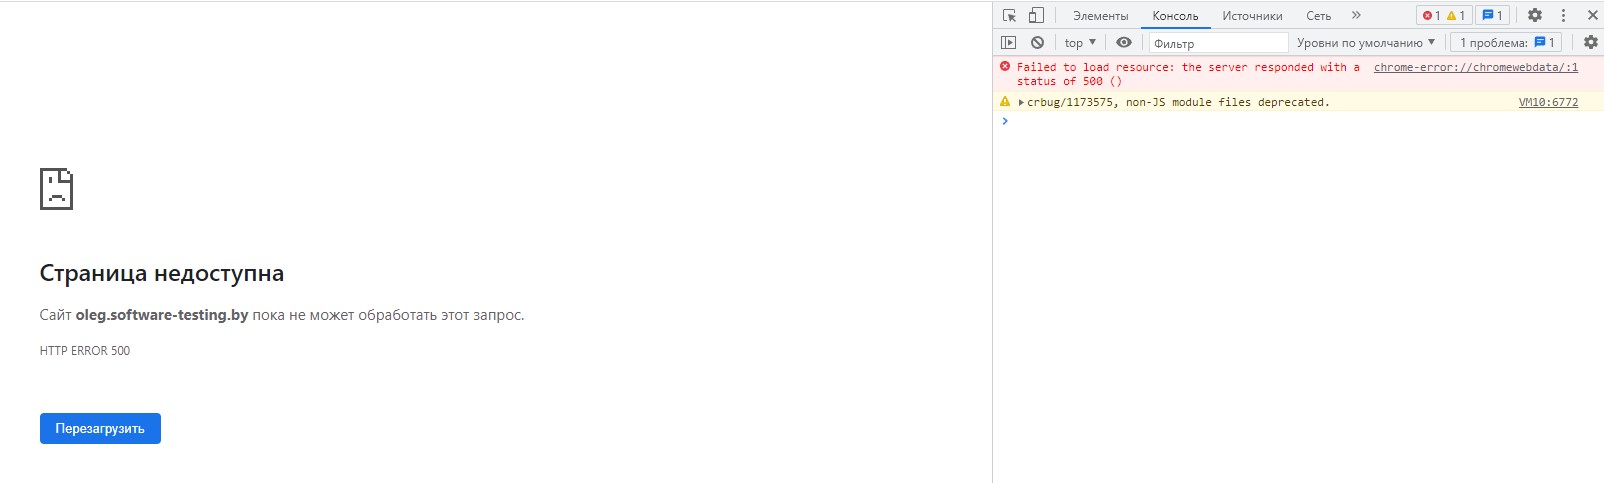 Страница недоступна
Сайт oleg.software-testing.by пока не может обработать этот запрос.
HTTP ERROR 500
Перезагрузить
Элементы Консоль Источники Сеть » 1 1 1
top ▼ Фильтр Уровни по умолчанию ▼ 1 проблема: 1
Failed to load resource: the server responded with a chrome-error://chromewebdata/:1
status of 500 ()
crbug/1173575, non-JS module files deprecated. VM10:6772